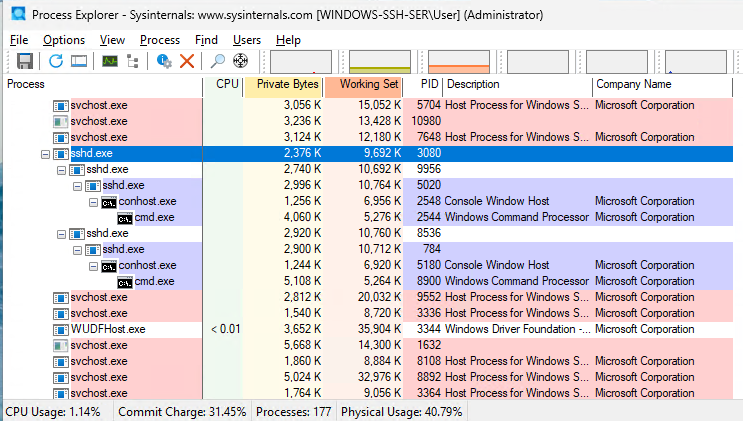 Process Explorer - Sysinternals: www.sysinternals.com [WINDOWS-SSH-SER\User] (Administrator)
File Options View Process Find Users Help
Process CPU Private Bytes Working Set PID Description Company Name
svchost.exe 3,056 K 15,052 K 5704 Host Process for Windows S... Microsoft Corporation
svchost.exe 3,236 K 13,428 K 10980
svchost.exe 3,124 K 12,180 K 7648 Host Process for Windows S... Microsoft Corporation
sshd.exe 2,376 K 9,692 K 3080
sshd.exe 2,740 K 10,692 K 9956
sshd.exe 2,996 K 10,764 K 5020
conhost.exe 1,256 K 6,956 K 2548 Console Window Host Microsoft Corporation
cmd.exe 4,060 K 5,276 K 2544 Windows Command Processor Microsoft Corporation
sshd.exe 2,920 K 10,760 K 8536
sshd.exe 2,900 K 10,712 K 784
conhost.exe 1,244 K 6,920 K 5180 Console Window Host Microsoft Corporation
cmd.exe 5,108 K 5,264 K 8900 Windows Command Processor Microsoft Corporation
svchost.exe 2,812 K 20,032 K 9552 Host Process for Windows S... Microsoft Corporation
svchost.exe 1,540 K 8,720 K 3336 Host Process for Windows S... Microsoft Corporation
WUDFHost.exe < 0.01 3,652 K 35,904 K 3344 Windows Driver Foundation -... Microsoft Corporation
svchost.exe 5,668 K 14,300 K 1632
svchost.exe 1,860 K 8,884 K 8108 Host Process for Windows S... Microsoft Corporation
svchost.exe 5,024 K 32,976 K 8892 Host Process for Windows S... Microsoft Corporation
svchost.exe 1,764 K 9,056 K 3364 Host Process for Windows S... Microsoft Corporation
CPU Usage: 1.14% Commit Charge: 31.45% Processes: 177 Physical Usage: 40.79%